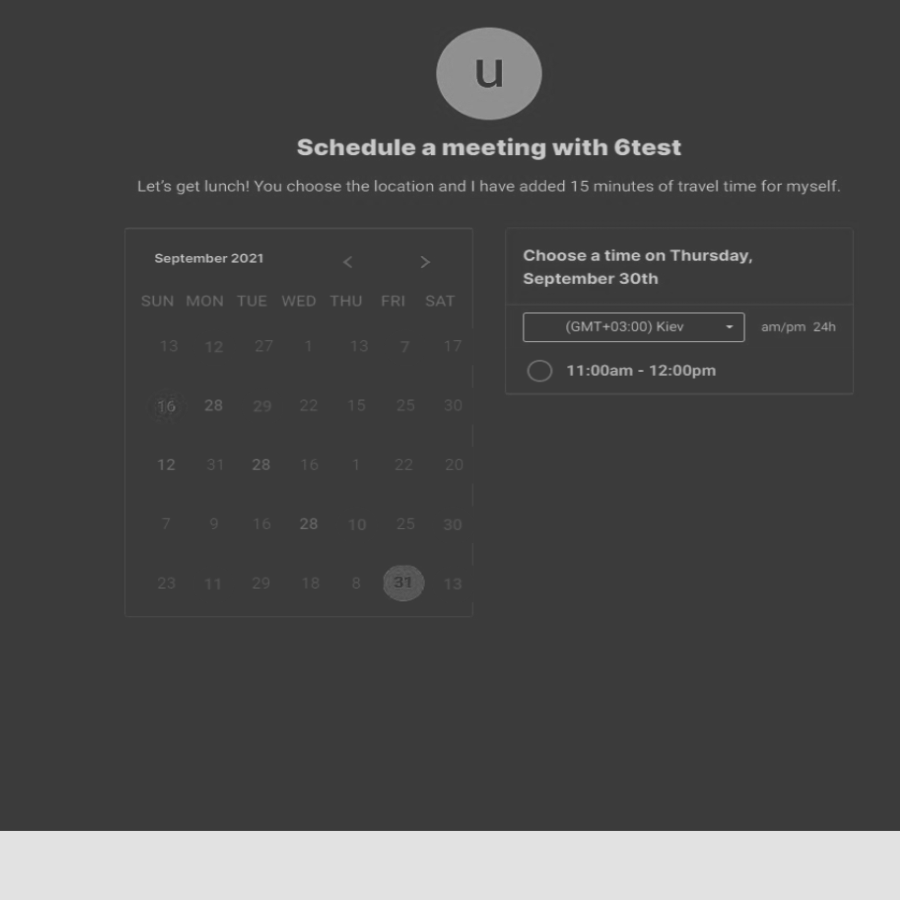 u
Schedule a meeting with 6test
Let's get lunch! You choose the location and I have added 15 minutes of travel time for myself.
September 2021 < >
SUN MON TUE WED THU FRI SAT
13 12 27 1 13 7 17
16 28 29 22 15 25 30
12 31 28 16 1 22 20
7 9 16 28 10 25 30
23 11 29 18 8 31 13
Choose a time on Thursday,
September 30th
(GMT+03:00) Kiev am/pm 24h
11:00am - 12:00pm